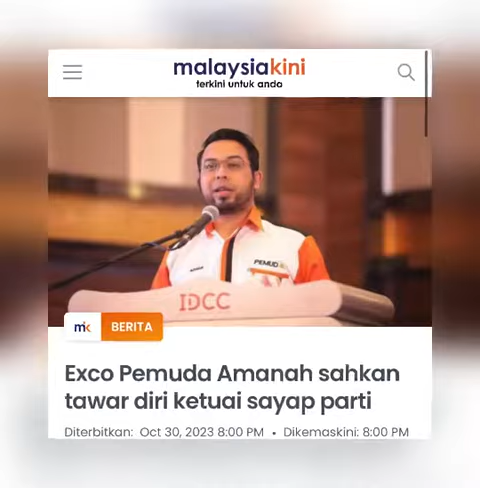 malaysiakini
terkini untuk anda
PEMUD
IDCC
mk BERITA
Exco Pemuda Amanah sahkan
tawar diri ketuai sayap parti
Diterbitkan: Oct 30, 2023 8:00 PM • Dikemaskini: 8:00 PM